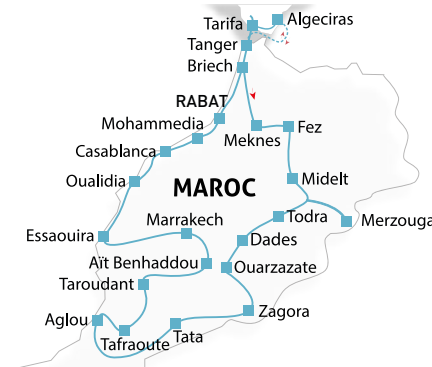 Tarifa
Algeciras
Tanger
Briech
RABAT
Mohammedia
Meknes
Fez
Casablanca
Oualidia
MAROC
Midelt
Marrakech
Todra
Merzouga
Essaouira
Dades
Aït Benhaddou
Ouarzazate
Taroudant
Aglou
Zagora
Tafraoute
Tata